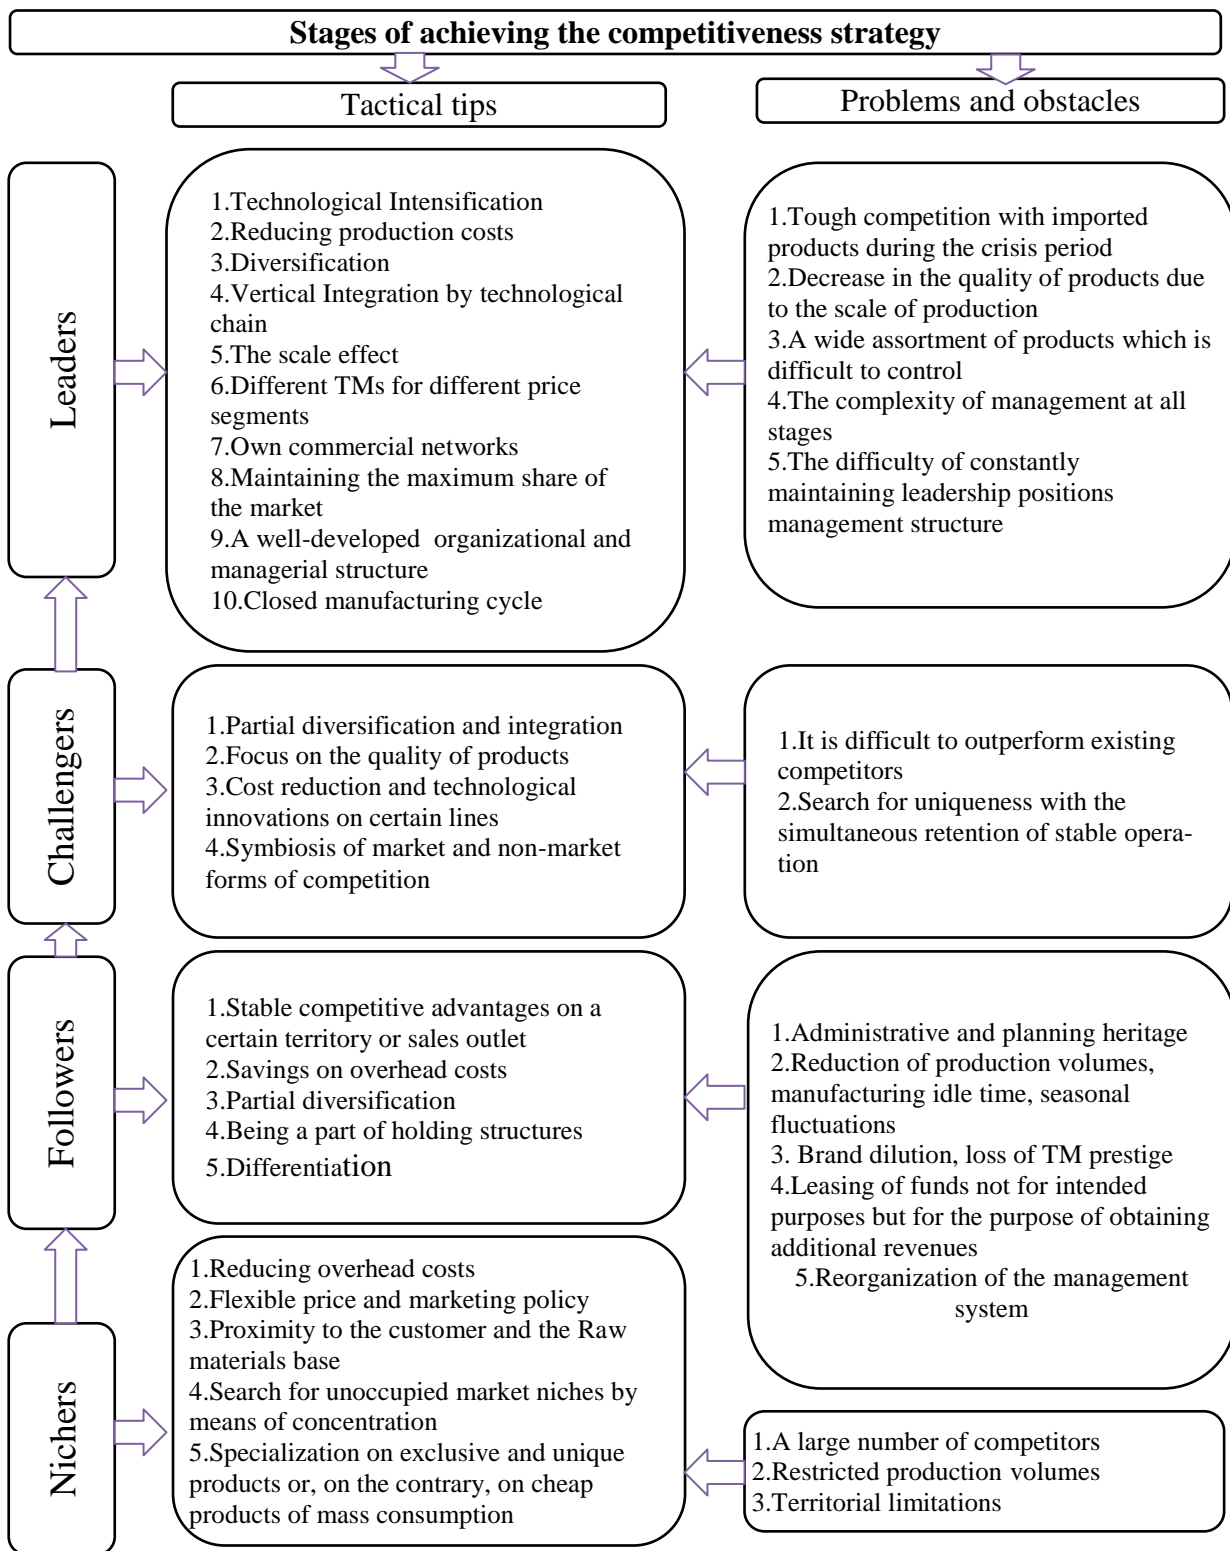 Stages of achieving the competitiveness strategy
Tactical tips
Problems and obstacles
Leaders
1.Technological Intensification
2.Reducing production costs
3.Diversification
4.Vertical Integration by technological
chain
5.The scale effect
6.Different TMs for different price
segments
7.Own commercial networks
8.Maintaining the maximum share of
the market
9.A well-developed organizational and
managerial structure
10.Closed manufacturing cycle
1.Tough competition with imported
products during the crisis period
2.Decrease in the quality of products due
to the scale of production
3.A wide assortment of products which is
difficult to control
4.The complexity of management at all
stages
5.The difficulty of constantly
maintaining leadership positions
management structure
Challengers
1.Partial diversification and integration
2.Focus on the quality of products
3.Cost reduction and technological
innovations on certain lines
4.Symbiosis of market and non-market
forms of competition
1.It is difficult to outperform existing
competitors
2.Search for uniqueness with the
simultaneous retention of stable opera-
tion
Followers
1.Stable competitive advantages on a
certain territory or sales outlet
2.Savings on overhead costs
3.Partial diversification
4.Being a part of holding structures
5.Differentiation
1.Administrative and planning heritage
2.Reduction of production volumes,
manufacturing idle time, seasonal
fluctuations
3. Brand dilution, loss of TM prestige
4.Leasing of funds not for intended
purposes but for the purpose of obtaining
additional revenues
5.Reorganization of the management
system
Nichers
1.Reducing overhead costs
2.Flexible price and marketing policy
3.Proximity to the customer and the Raw
materials base
4.Search for unoccupied market niches by
means of concentration
5.Specialization on exclusive and unique
products or, on the contrary, on cheap
products of mass consumption
1.A large number of competitors
2.Restricted production volumes
3.Territorial limitations